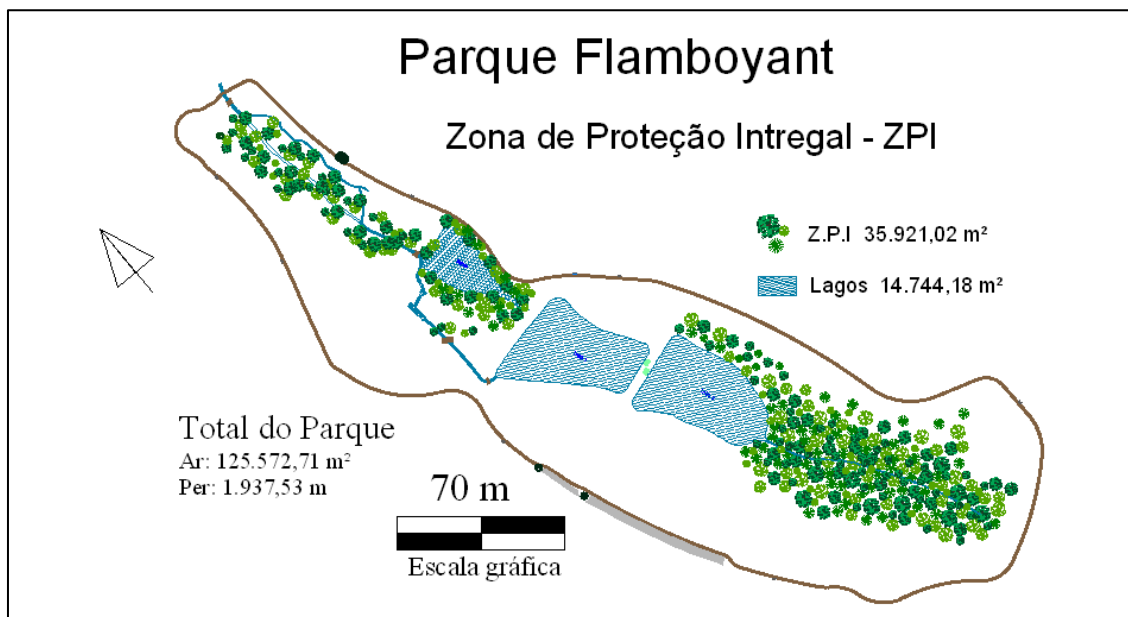 Parque Flamboyant
Zona de Proteção Intregal - ZPI
Z.P.I 35.921,02 m²
Lagos 14.744,18 m²
Total do Parque
Ar: 125.572,71 m²
Per: 1.937,53 m
70 m
Escala gráfica